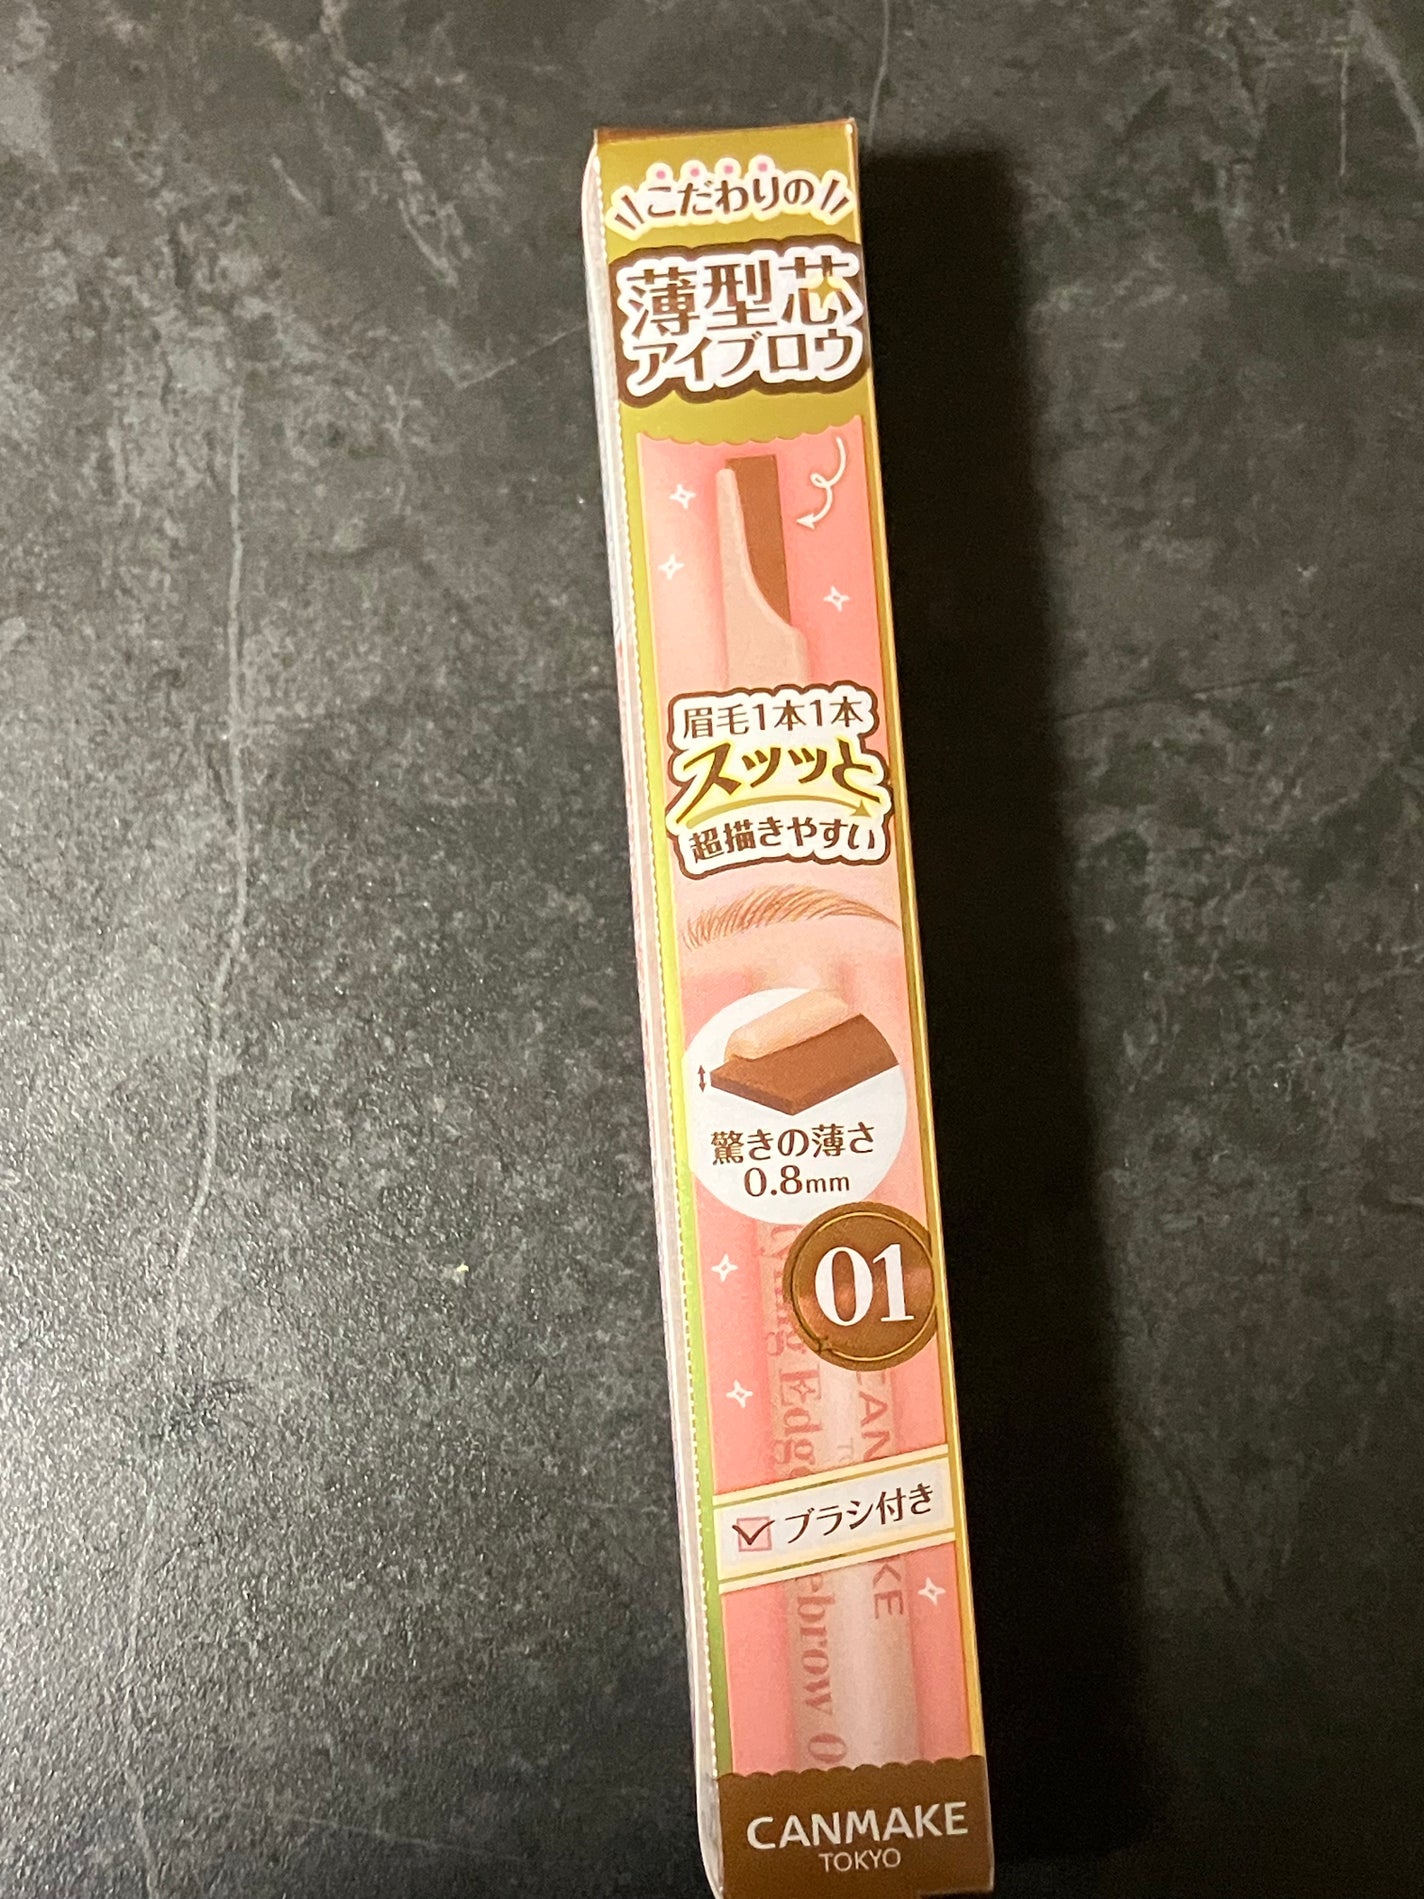 こだわりの
薄型芯
アイブロウ
眉毛1本1本
スッッと
超描きやすい
驚きの薄さ
0.8mm
01
ブラシ付き
CANMAKE
TOKYO